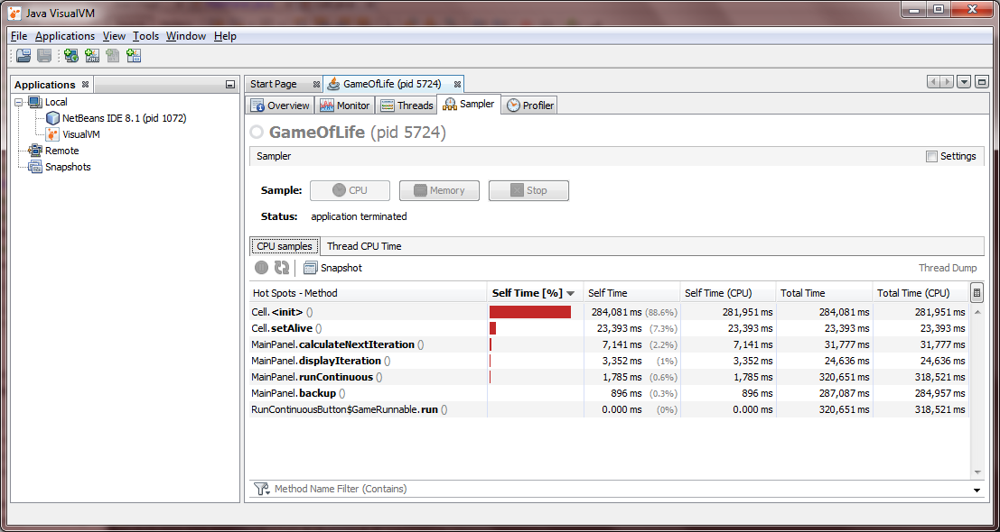 Java VisualVM
File Applications View Tools Window Help
Applications
Local
NetBeans IDE 8.1 (pid 1072)
VisualVM
Remote
Snapshots
Start Page GameOfLife (pid 5724)
Overview Monitor Threads Sampler Profiler
GameOfLife (pid 5724)
Sampler Settings
Sample: CPU Memory Stop
Status: application terminated
CPU samples Thread CPU Time
Snapshot Thread Dump
Hot Spots - Method Self Time [%] Self Time Self Time (CPU) Total Time Total Time (CPU)
Cell.<init> () 284,081 ms (88.6%) 281,951 ms 284,081 ms 281,951 ms
Cell.setAlive () 23,393 ms (7.3%) 23,393 ms 23,393 ms 23,393 ms
MainPanel.calculateNextIteration () 7,141 ms (2.2%) 7,141 ms 31,777 ms 31,777 ms
MainPanel.displayIteration () 3,352 ms (1%) 3,352 ms 24,636 ms 24,636 ms
MainPanel.runContinuous () 1,785 ms (0.6%) 1,785 ms 320,651 ms 318,521 ms
MainPanel.backup () 896 ms (0.3%) 896 ms 287,087 ms 284,957 ms
RunContinuousButton$GameRunnable.run () 0.000 ms (0%) 0.000 ms 320,651 ms 318,521 ms
Method Name Filter (Contains)